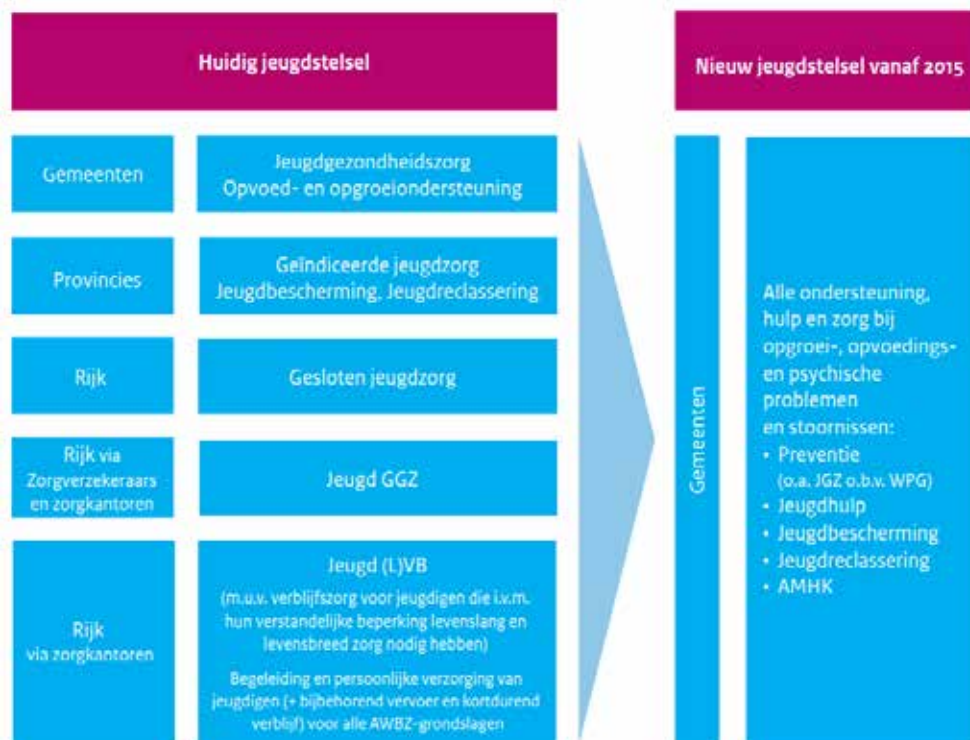 Huidig jeugdstelsel
Nieuw jeugdstelsel vanaf 2015
Gemeenten
Jeugdgezondheidszorg
Opvoed- en opgroeiondersteuning
Provincies
Geïndiceerde jeugdzorg
Jeugdbescherming, Jeugdreclassering
Rijk
Gesloten jeugdzorg
Rijk via
Zorgverzekeraars
en zorgkantoren
Jeugd GGZ
Rijk
via zorgkantoren
Jeugd (L)VB
(m.u.v. verblijfszorg voor jeugdigen die i.v.m.
hun verstandelijke beperking levenslang en
levensbreed zorg nodig hebben)
Begeleiding en persoonlijke verzorging van
jeugdigen (+ bijbehorend vervoer en kortdurend
verblijf) voor alle AWBZ-grondslagen
Gemeenten
Alle ondersteuning,
hulp en zorg bij
opgroei-, opvoedings-
en psychische
problemen
en stoornissen:
• Preventie
(o.a. JGZ o.b.v. WPG)
• Jeugdhulp
• Jeugdbescherming
• Jeugdreclassering
• AMHK